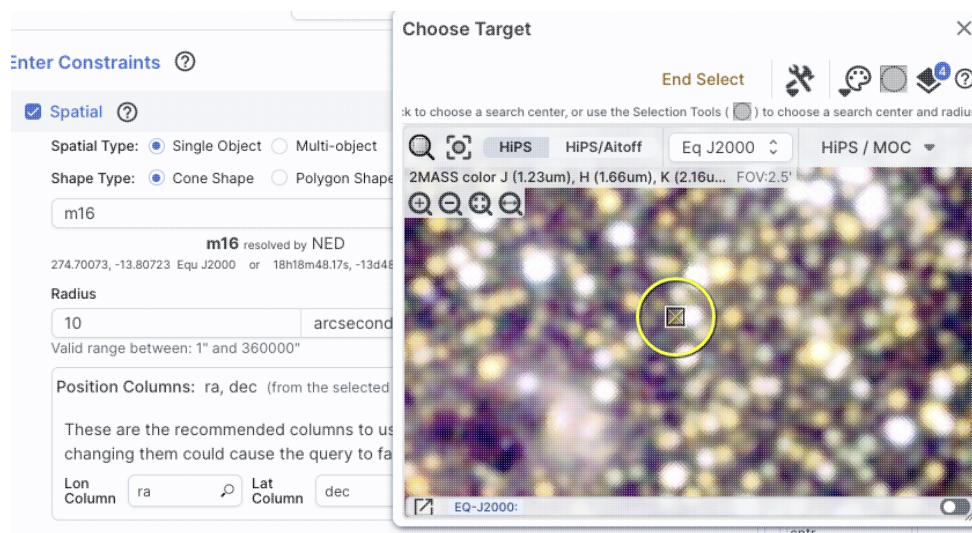 Choose Target
Enter Constraints
End Select
4
Spatial
:k to choose a search center, or use the Selection Tools ( ) to choose a search center and radiu
Spatial Type: Single Object Multi-object
HiPS HiPS/Aitoff Eq J2000 HiPS / MOC
Shape Type: Cone Shape Polygon Shape
2MASS color J (1.23um), H (1.66um), K (2.16u... FOV:2.5'
m16
m16 resolved by NED
274.70073, -13.80723 Equ J2000 or 18h18m48.17s, -13d48
Radius
10 arcsecond
Valid range between: 1" and 360000"
Position Columns: ra, dec (from the selected
These are the recommended columns to us
changing them could cause the query to fa
Lon Column ra Lat Column dec
EQ-J2000: